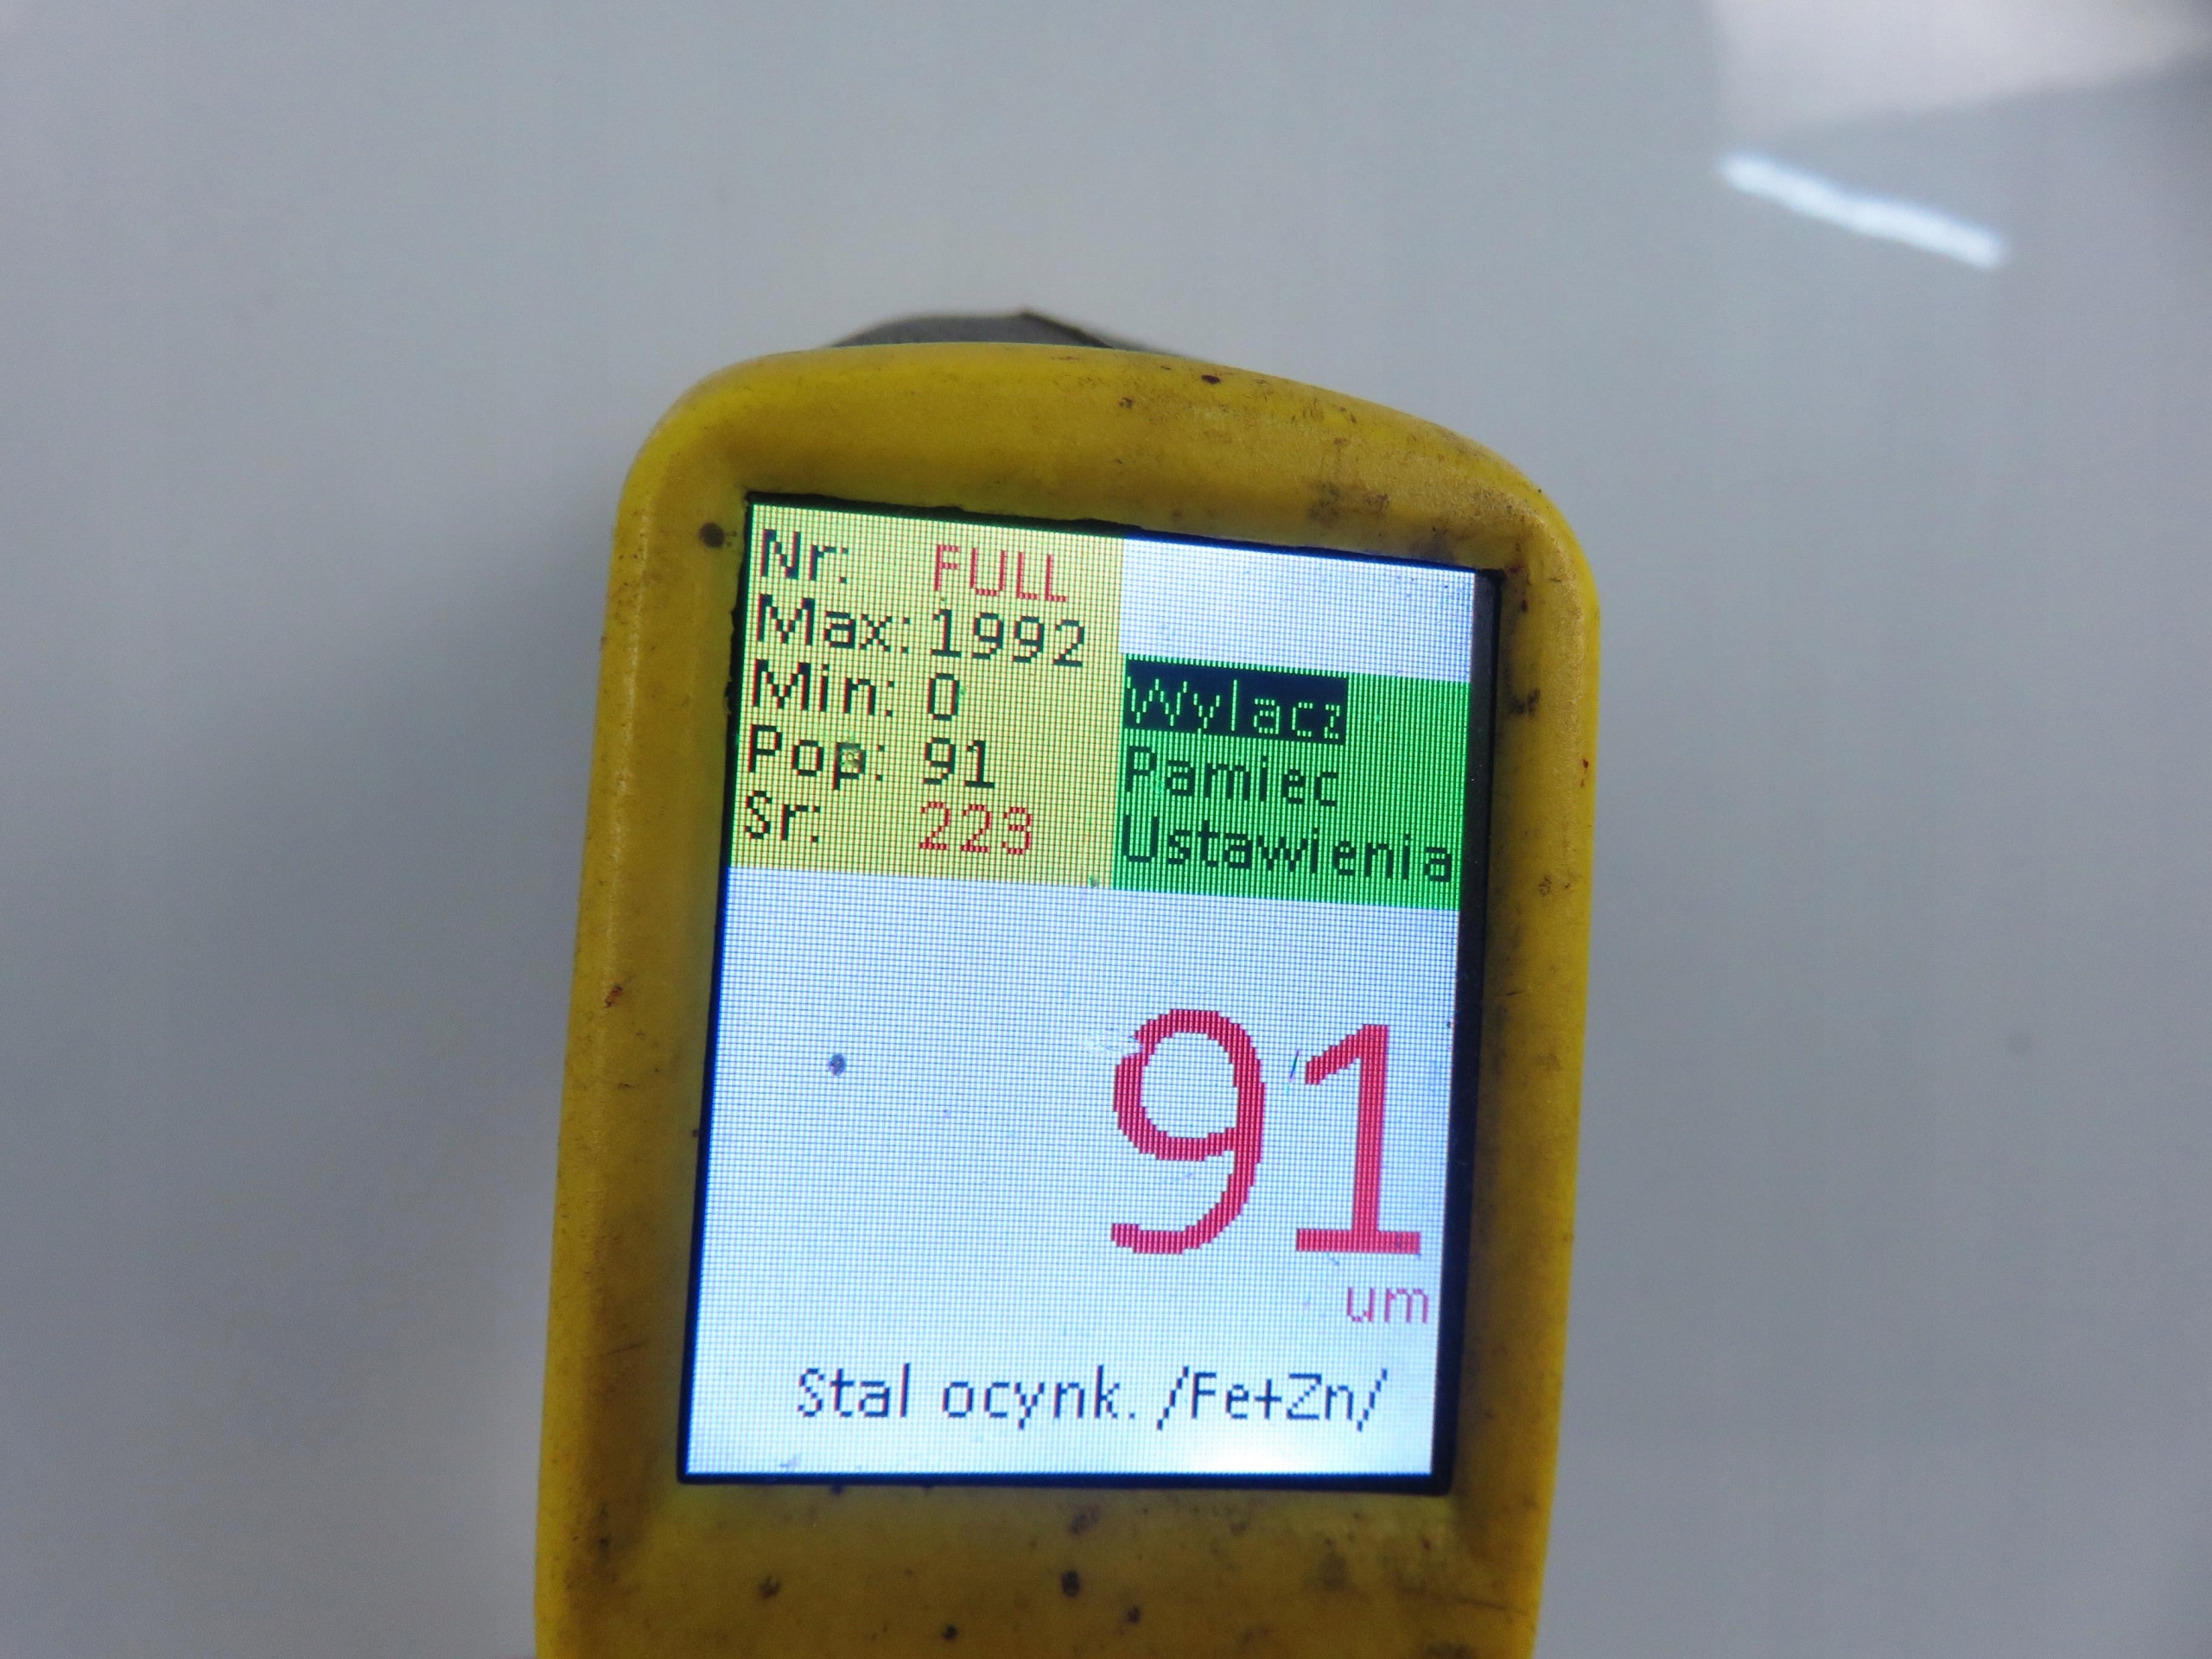 Nr: FULL
Max: 1992
Min: 0
Pop: 91
Sr: 223
Wylacz
Pamiec
Ustawienia
91
um
Stal ocynk. /Fe+Zn/